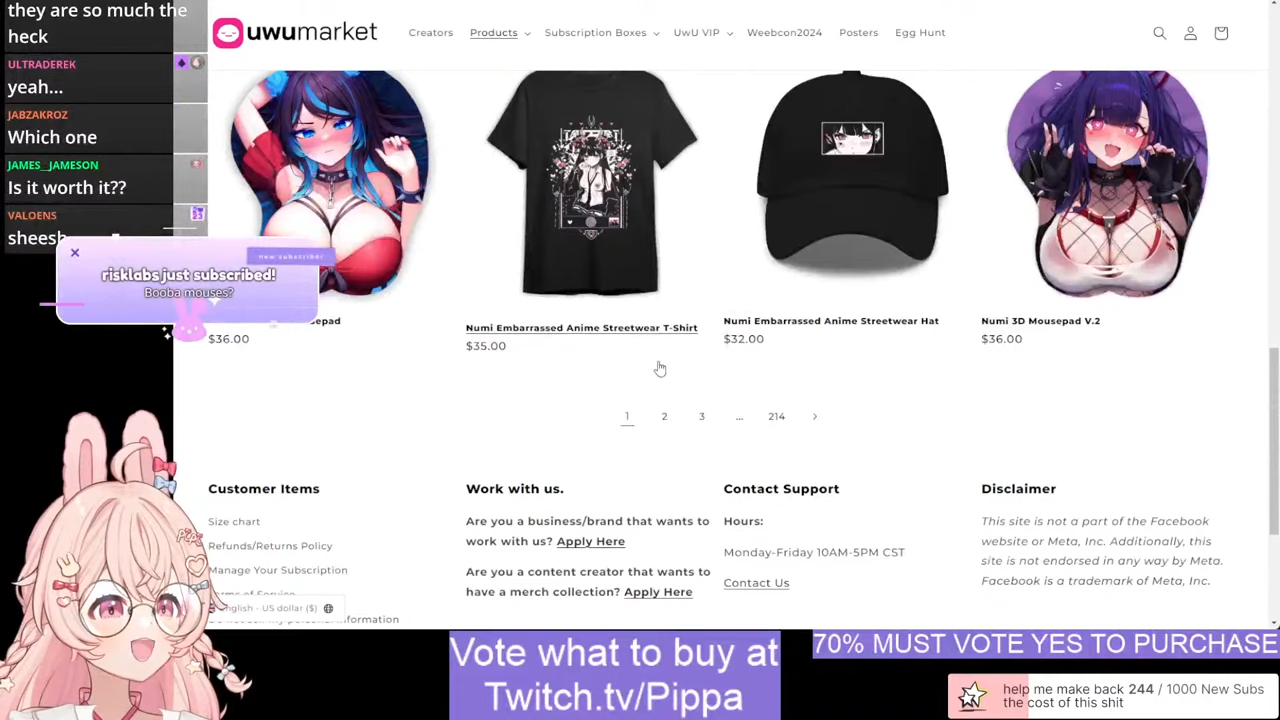 they are so much the
heck
ULTRADEREK
yeah...
JABZAKROZ
Which one
JAMES__JAMESON
Is it worth it??
VALOENS
sheesh
new subscriber
risklabs just subscribed!
Booba mouses?
uwumarket
Creators
Products
Subscription Boxes
UwU VIP
Weebcon2024
Posters
Egg Hunt
$36.00
Numi Embarrassed Anime Streetwear T-Shirt
$35.00
Numi Embarrassed Anime Streetwear Hat
$32.00
Numi 3D Mousepad V.2
$36.00
1 2 3 ... 214
Customer Items
Size chart
Refunds/Returns Policy
Manage Your Subscription
English - US dollar ($)
Work with us.
Are you a business/brand that wants to
work with us? Apply Here
Are you a content creator that wants to
have a merch collection? Apply Here
Contact Support
Hours:
Monday-Friday 10AM-5PM CST
Contact Us
Disclaimer
This site is not a part of the Facebook
website or Meta, Inc. Additionally, this
site is not endorsed in any way by Meta.
Facebook is a trademark of Meta, Inc.
Vote what to buy at
Twitch.tv/Pippa
70% MUST VOTE YES TO PURCHASE
help me make back 244 / 1000 New Subs
the cost of this shit